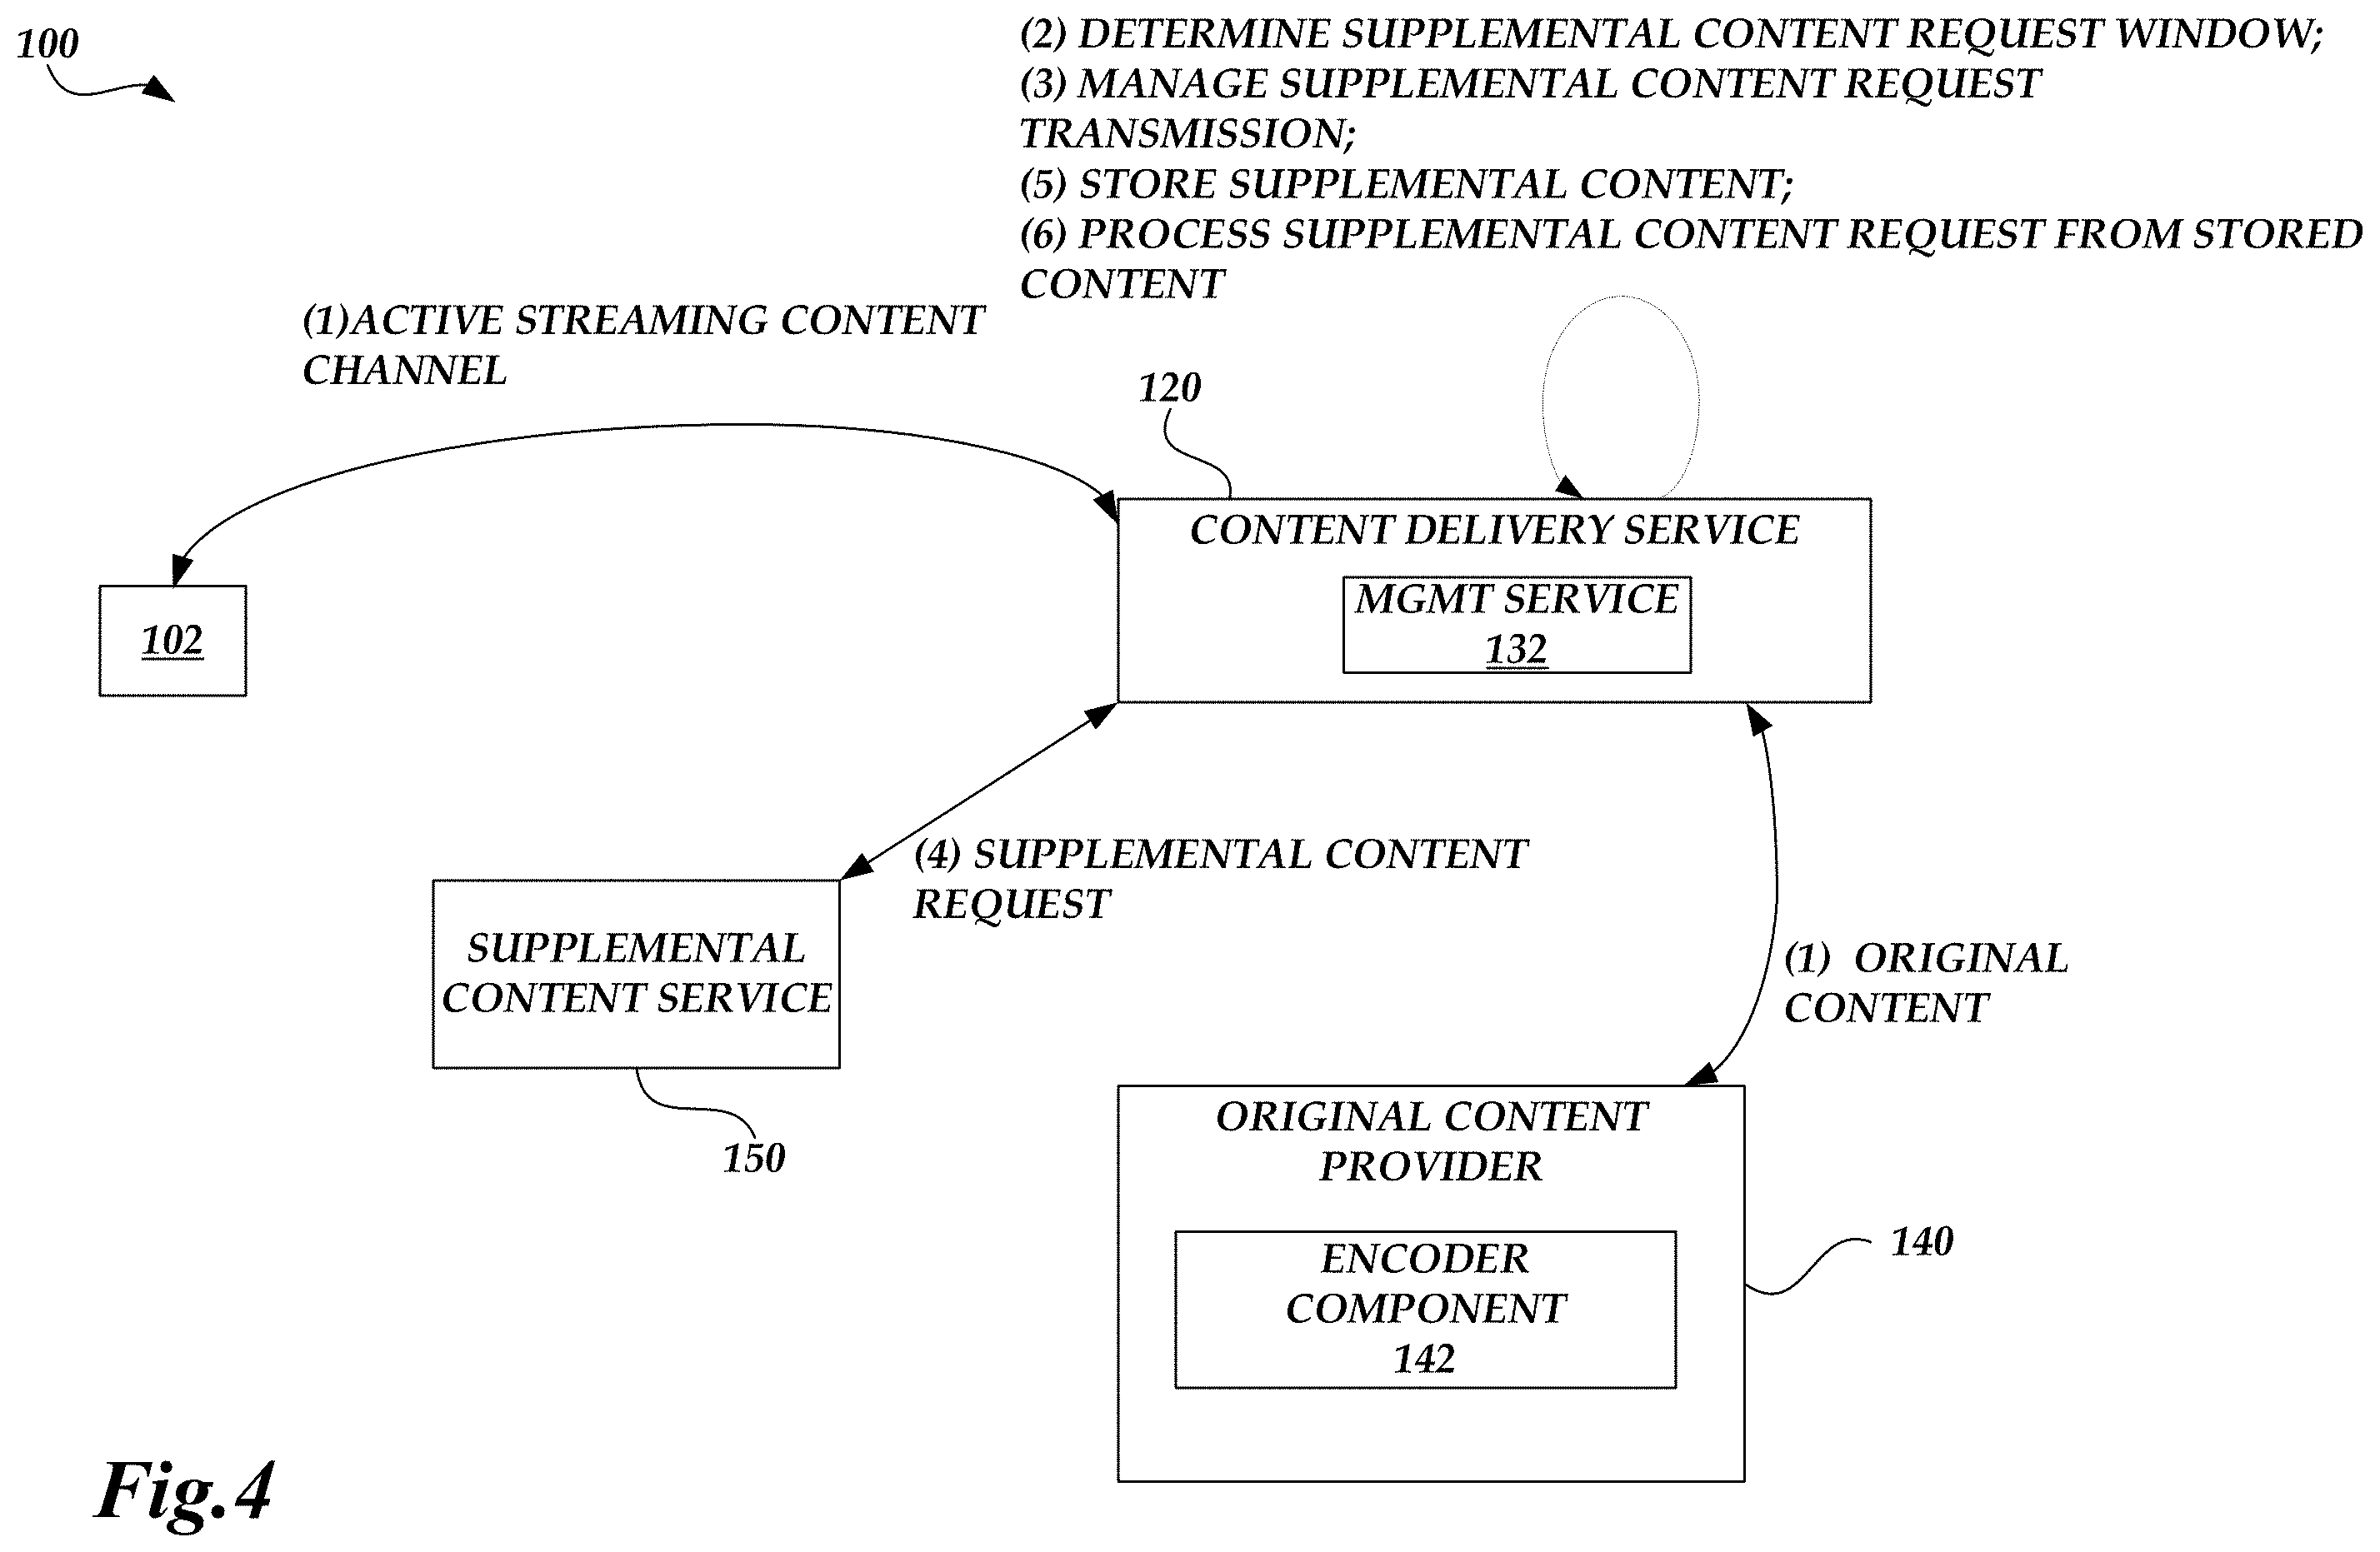 100
(2) DETERMINE SUPPLEMENTAL CONTENT REQUEST WINDOW;
(3) MANAGE SUPPLEMENTAL CONTENT REQUEST
TRANSMISSION;
(5) STORE SUPPLEMENTAL CONTENT;
(6) PROCESS SUPPLEMENTAL CONTENT REQUEST FROM STORED
CONTENT
(1)ACTIVE STREAMING CONTENT
CHANNEL
120
CONTENT DELIVERY SERVICE
MGMT SERVICE
132
102
(4) SUPPLEMENTAL CONTENT
REQUEST
SUPPLEMENTAL
CONTENT SERVICE
150
(1) ORIGINAL
CONTENT
ORIGINAL CONTENT
PROVIDER
ENCODER
COMPONENT
142
140
Fig.4